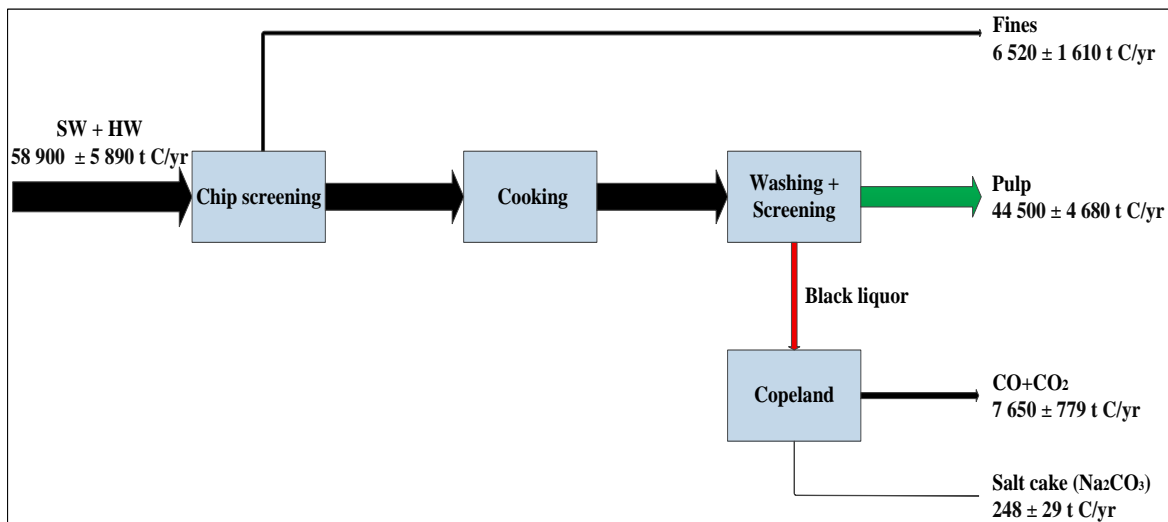 Fines
6 520 ± 1 610 t C/yr
SW + HW
58 900 ± 5 890 t C/yr
Chip screening
Cooking
Washing +
Screening
Pulp
44 500 ± 4 680 t C/yr
Black liquor
Copeland
CO+CO₂
7 650 ± 779 t C/yr
Salt cake (Na₂CO₃)
248 ± 29 t C/yr